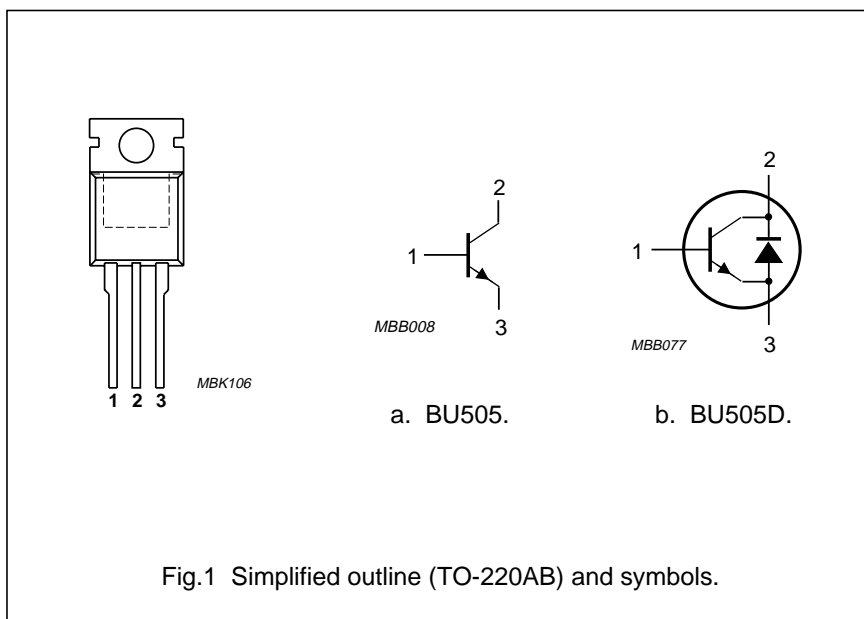 MBK106
1 2 3
2
1
3
MBB008
a. BU505.
2
1
3
MBB077
b. BU505D.
Fig.1 Simplified outline (TO-220AB) and symbols.